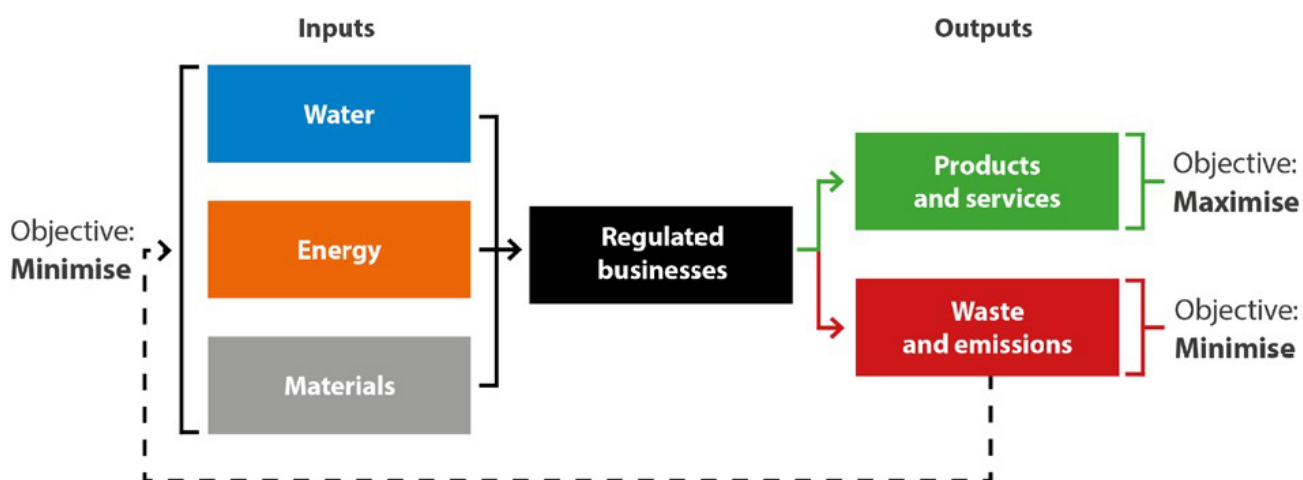 Inputs
Outputs
Water
Energy
Materials
Objective:
Minimise
Regulated
businesses
Products
and services
Waste
and emissions
Objective:
Maximise
Objective:
Minimise